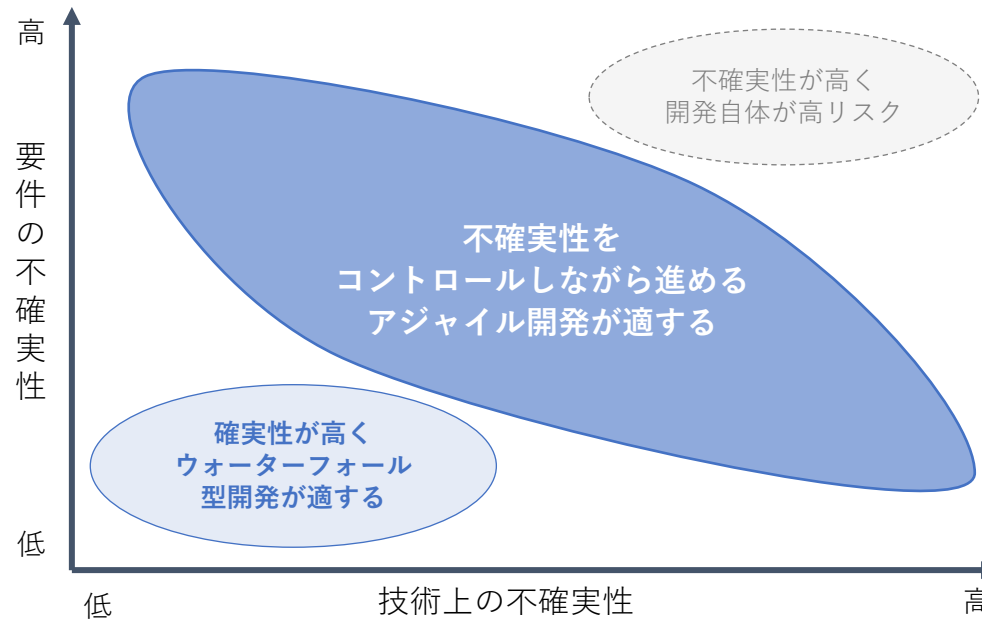 高
要件の不確実性
低
不確実性が高く
開発自体が高リスク
不確実性を
コントロールしながら進める
アジャイル開発が適する
確実性が高く
ウォーターフォール
型開発が適する
低
技術上の不確実性
高